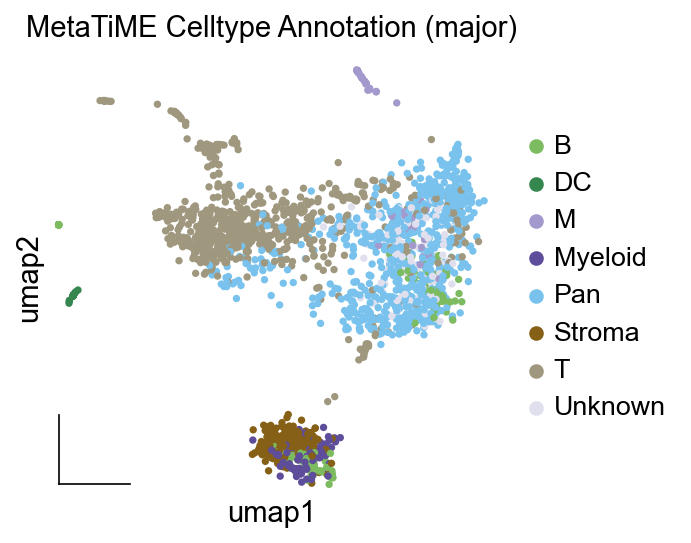 MetaTiME Celltype Annotation (major)
B
DC
M
Myeloid
Pan
Stroma
T
Unknown
umap2
umap1